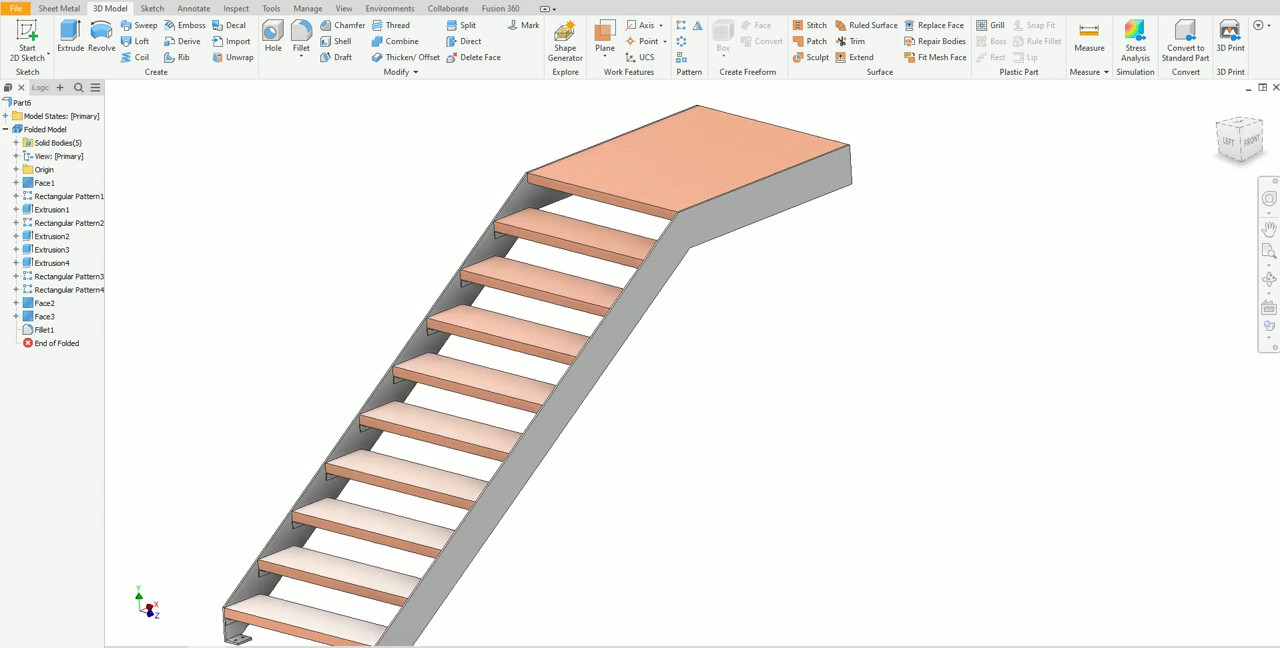 File Sheet Metal 3D Model Sketch Annotate Inspect Tools Manage View Environments Collaborate Fusion 360
Start 2D Sketch Extrude Revolve Sweep Emboss Decal Hole Fillet Chamfer Thread Split Mark Shape Generator Plane Axis Box Face Stitch Ruled Surface Replace Face Grill Snap Fit Measure Stress Analysis Convert to Standard Part 3D Print
Loft Derive Import Shell Combine Direct Point Convert Patch Trim Repair Bodies Boss Rule Fillet
Coil Rib Unwrap Draft Thicken/ Offset Delete Face UCS Sculpt Extend Fit Mesh Face Rest Lip
Sketch Create Modify Explore Work Features Pattern Create Freeform Surface Plastic Part Measure Simulation Convert 3D Print
Logic
Part6
Model States: [Primary]
Folded Model
Solid Bodies(5)
View: [Primary]
Origin
Face1
Rectangular Pattern1
Extrusion1
Rectangular Pattern2
Extrusion2
Extrusion3
Extrusion4
Rectangular Pattern3
Rectangular Pattern4
Face2
Face3
Fillet1
End of Folded
LEFT FRONT
Y
X
Z